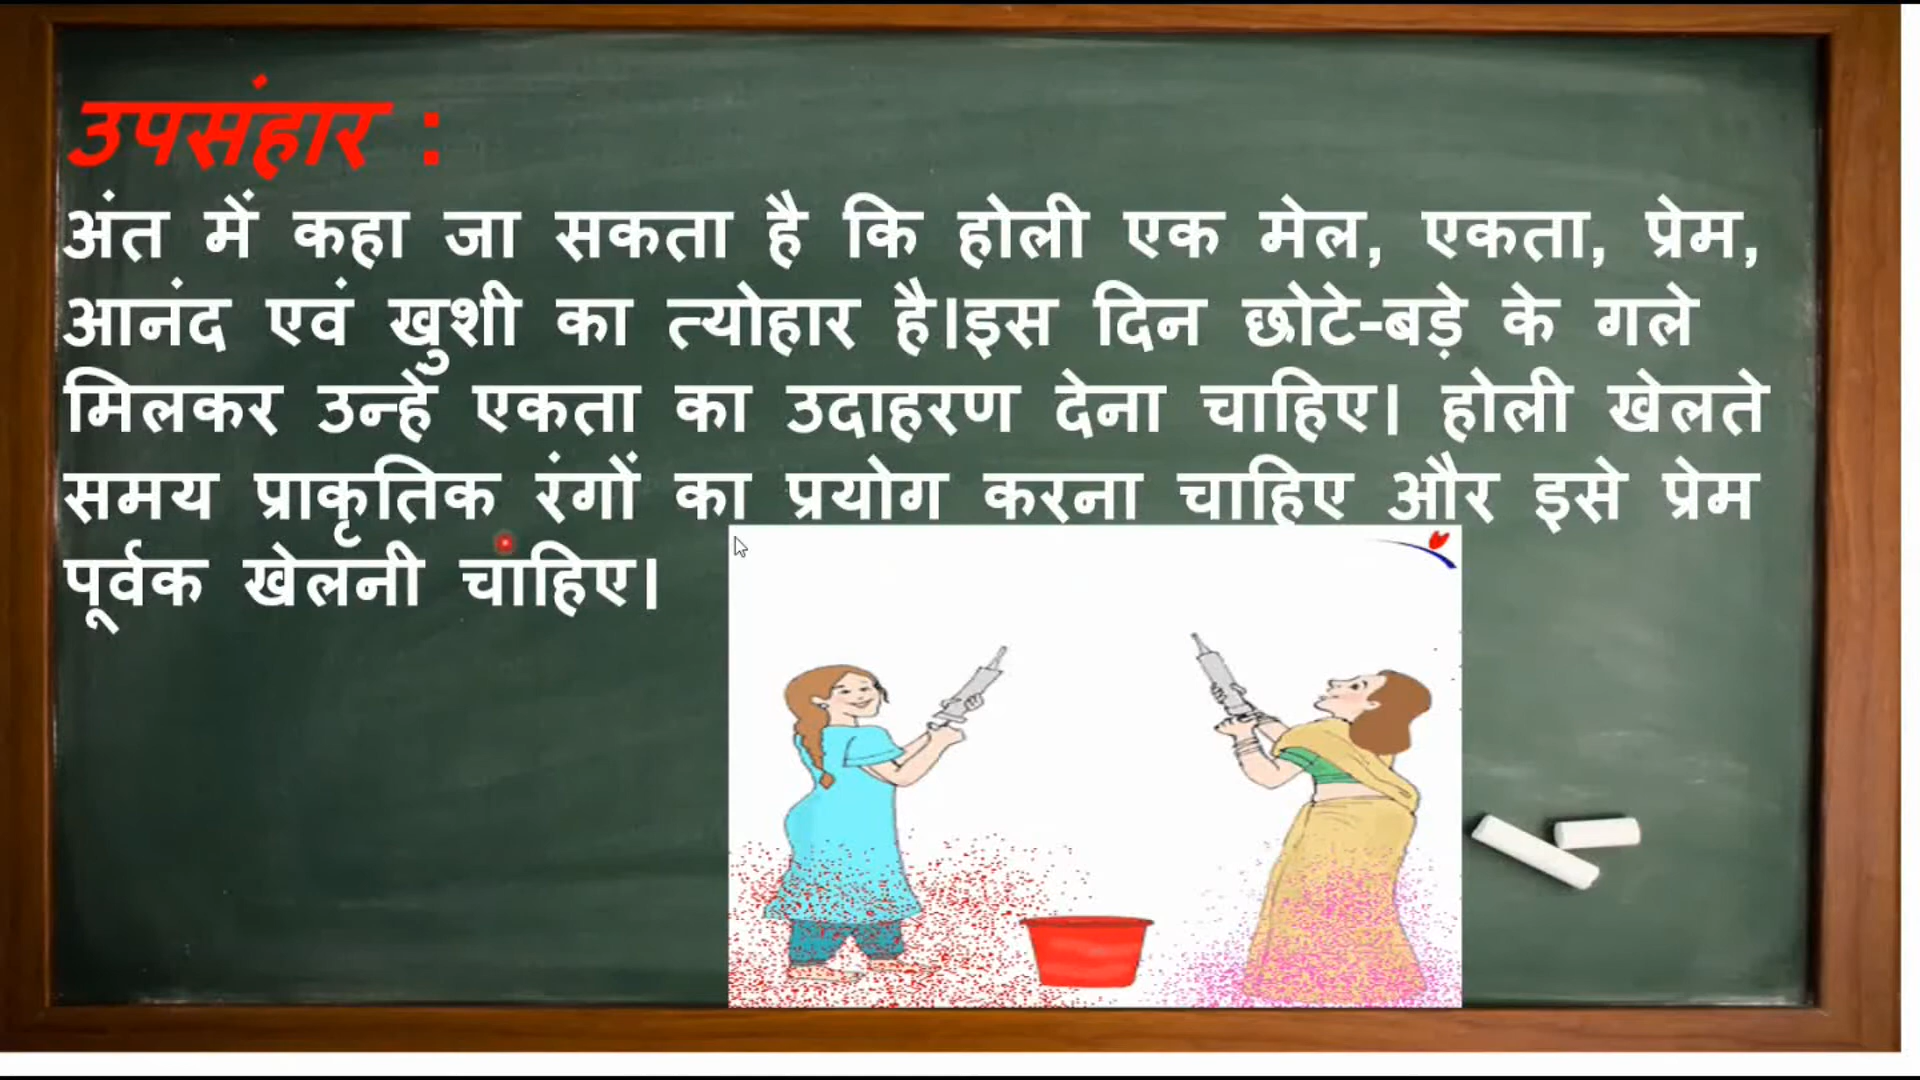 उपसंहार :
अंत में कहा जा सकता है कि होली एक मेल, एकता, प्रेम,
आनंद एवं खुशी का त्योहार है।इस दिन छोटे-बड़े के गले
मिलकर उन्हें एकता का उदाहरण देना चाहिए। होली खेलते
समय प्राकृतिक रंगों का प्रयोग करना चाहिए और इसे प्रेम
पूर्वक खेलनी चाहिए।